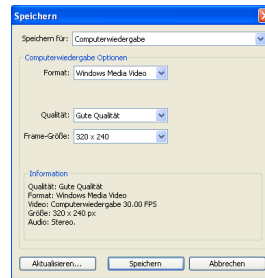 Speichern
Speichern für: Computerwiedergabe
Computerwiedergabe Optionen
Format: Windows Media Video
Qualität: Gute Qualität
Frame-Größe: 320 x 240
Information
Qualität: Gute Qualität
Format: Windows Media Video
Video: Computerwiedergabe 30.00 FPS
Größe: 320 x 240 px
Audio: Stereo,
Aktualisieren... Speichern Abbrechen